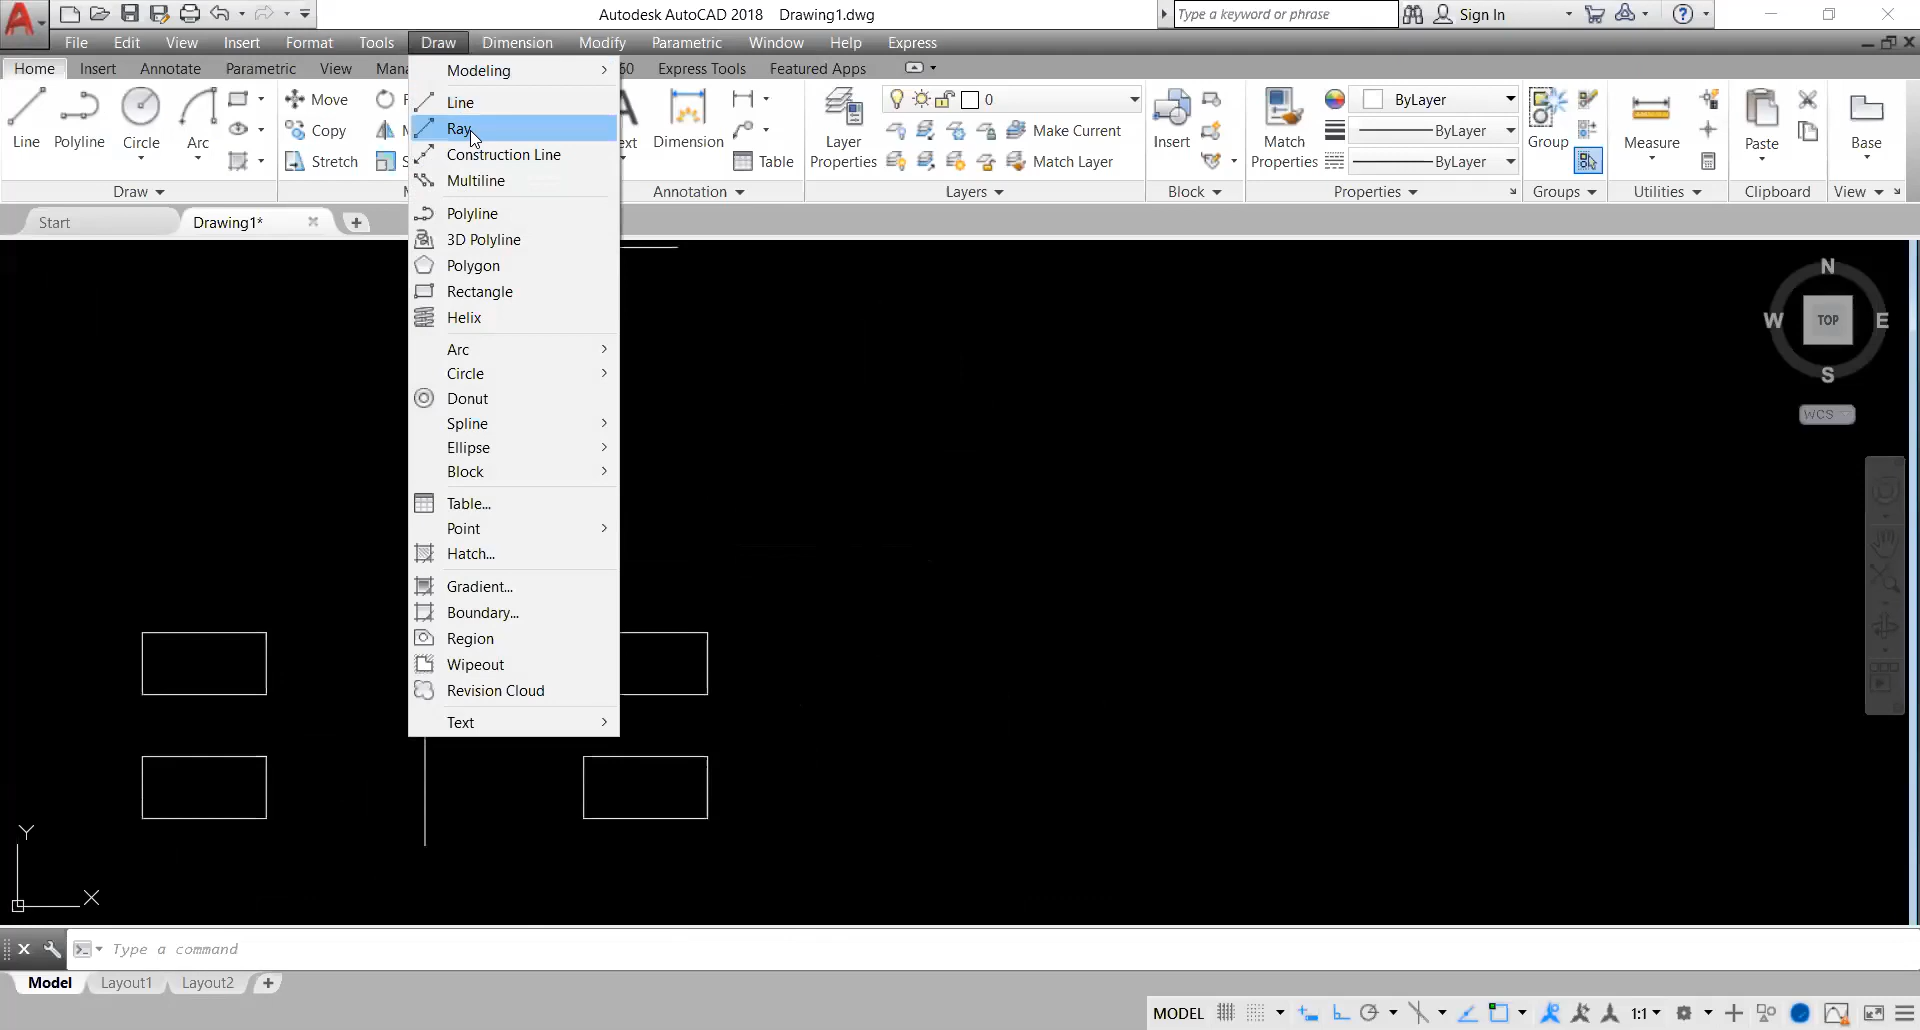 Autodesk AutoCAD 2018 Drawing1.dwg
Type a keyword or phrase
Sign In
File Edit View Insert Format Tools Draw Dimension Modify Parametric Window Help Express
Home Insert Annotate Parametric View Express Tools Featured Apps
Modeling
Line
Ray
Construction Line
Multiline
Polyline
3D Polyline
Polygon
Rectangle
Helix
Arc
Circle
Donut
Spline
Ellipse
Block
Table...
Point
Hatch...
Gradient...
Boundary...
Region
Wipeout
Revision Cloud
Text
Line Polyline Circle Arc
Move
Copy
Stretch
Draw
Dimension
Table
Annotation
Layer Properties
0
Make Current
Match Layer
Layers
Insert
Block
Match Properties
ByLayer
ByLayer
ByLayer
Properties
Group
Groups
Measure
Utilities
Paste
Clipboard
Base
View
Start Drawing1*
N
W TOP E
S
WCS
Y
X
Type a command
Model Layout1 Layout2
MODEL 1:1